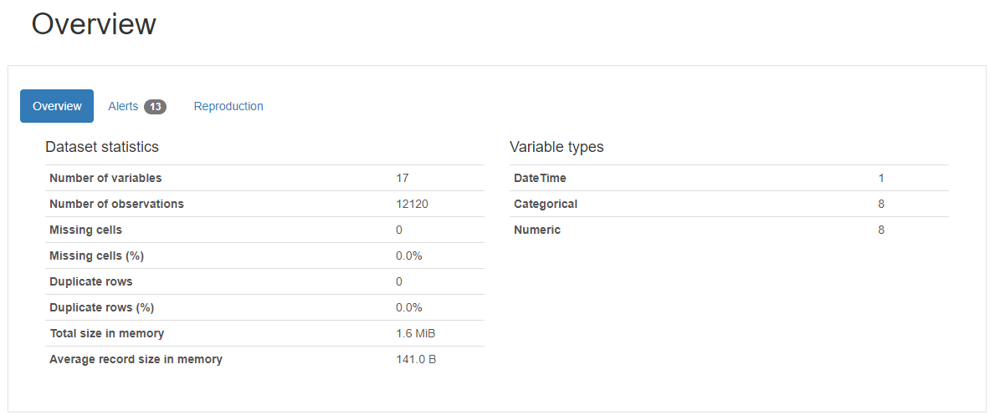 Overview
Overview Alerts 13 Reproduction
Dataset statistics
Number of variables 17
Number of observations 12120
Missing cells 0
Missing cells (%) 0.0%
Duplicate rows 0
Duplicate rows (%) 0.0%
Total size in memory 1.6 MiB
Average record size in memory 141.0 B
Variable types
DateTime 1
Categorical 8
Numeric 8